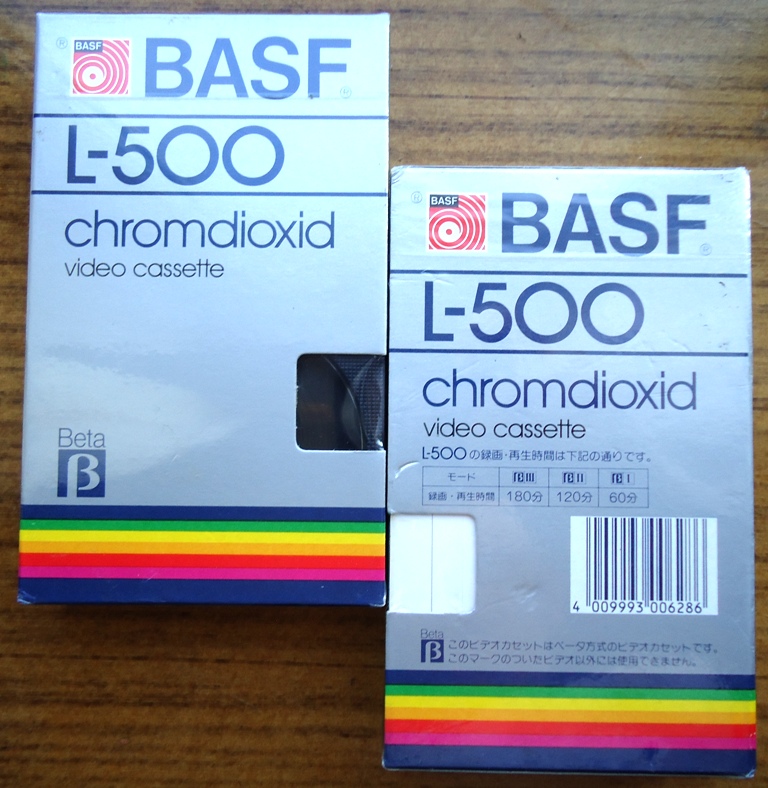 ® BASF BASF ®
L-500
chromdioxid
video cassette
Beta
β
® BASF BASF ®
L-500
chromdioxid
video cassette
L-500 の録画・再生時間は下記の通りです。
モード βIII βII βI
録画・再生時間 180分 120分 60分
4 009993 006286
Beta
β
このビデオカセットはベータ方式のビデオカセットです。
このマークのついたビデオ以外には使用できません。